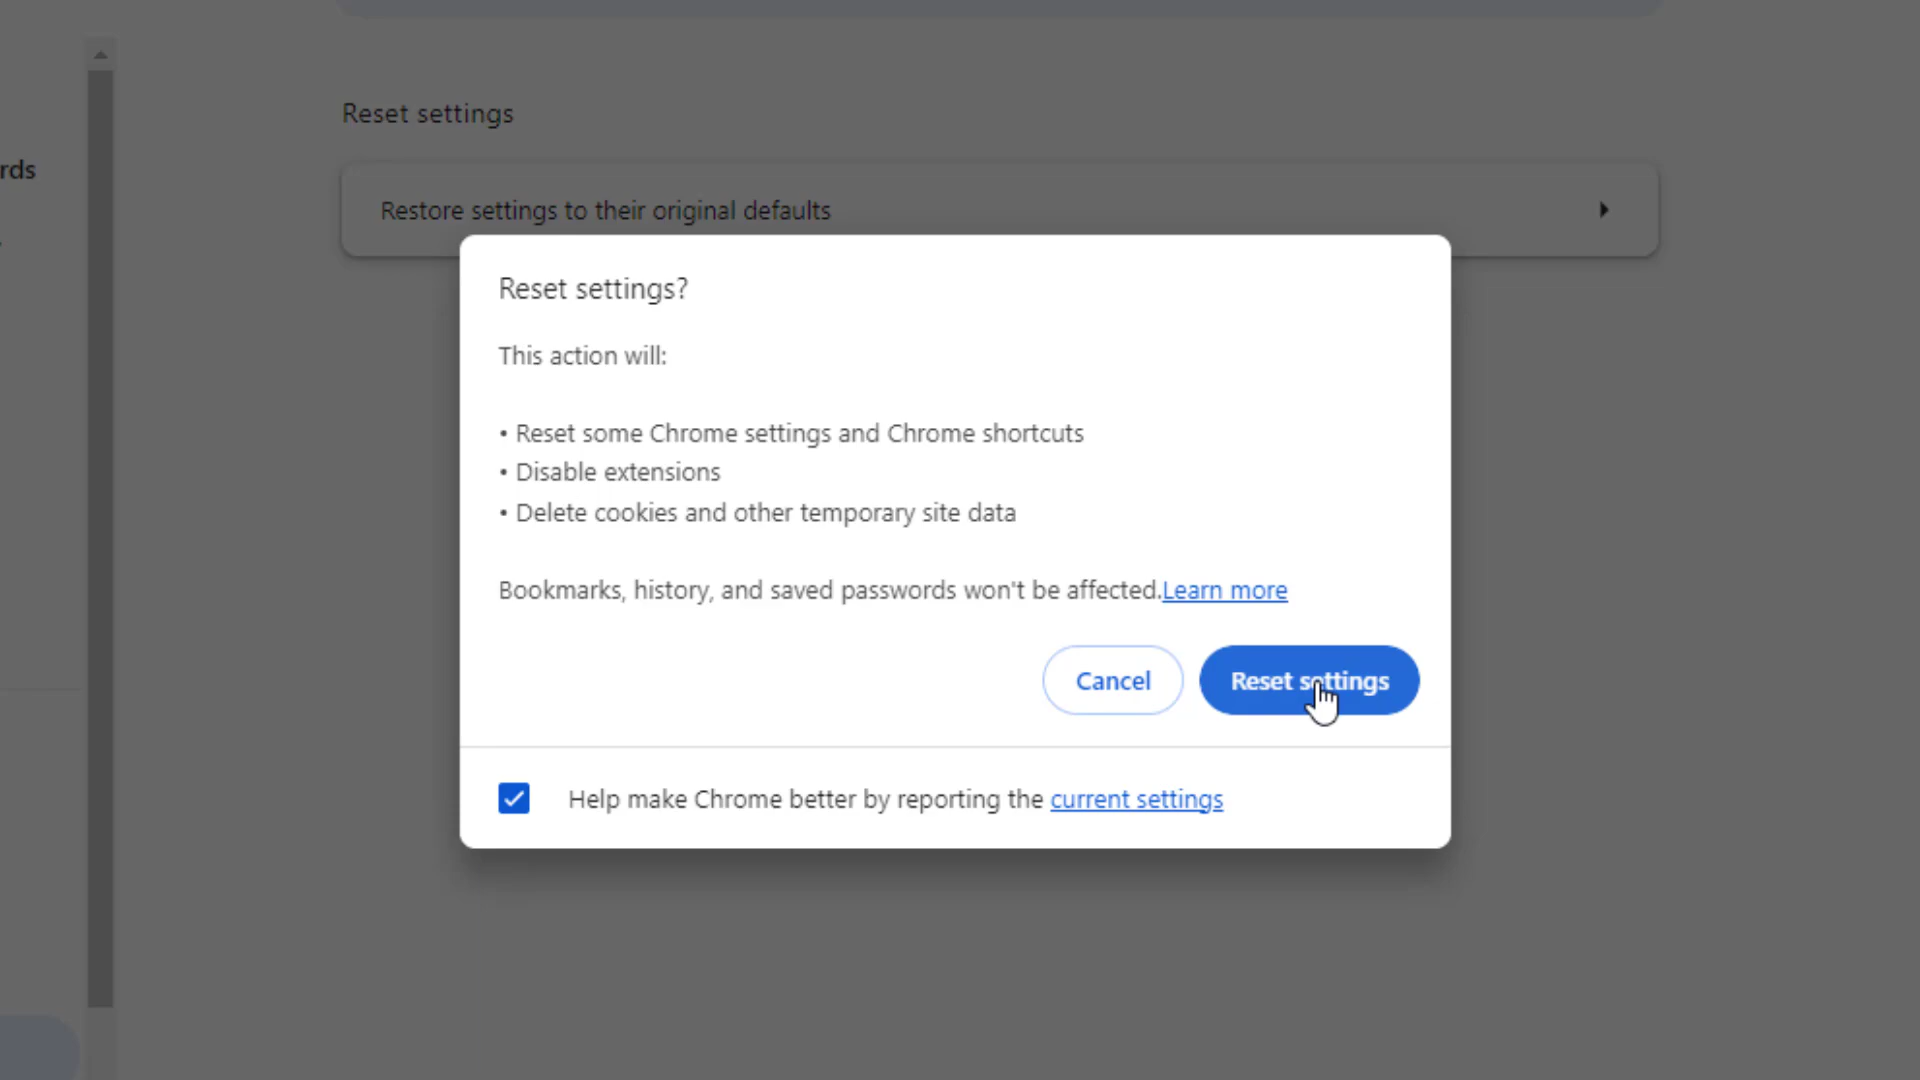 Reset settings
rds
Restore settings to their original defaults
Reset settings?
This action will:
• Reset some Chrome settings and Chrome shortcuts
• Disable extensions
• Delete cookies and other temporary site data
Bookmarks, history, and saved passwords won't be affected.Learn more
Cancel
Reset settings
Help make Chrome better by reporting the current settings